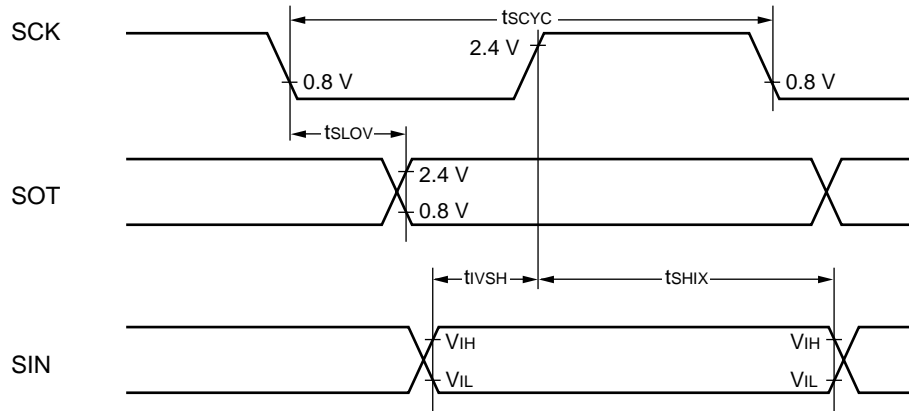 tSCYC
SCK
2.4 V
0.8 V
0.8 V
tSLOV
SOT
2.4 V
0.8 V
tIVSH
tSHIX
SIN
VIH
VIH
VIL
VIL